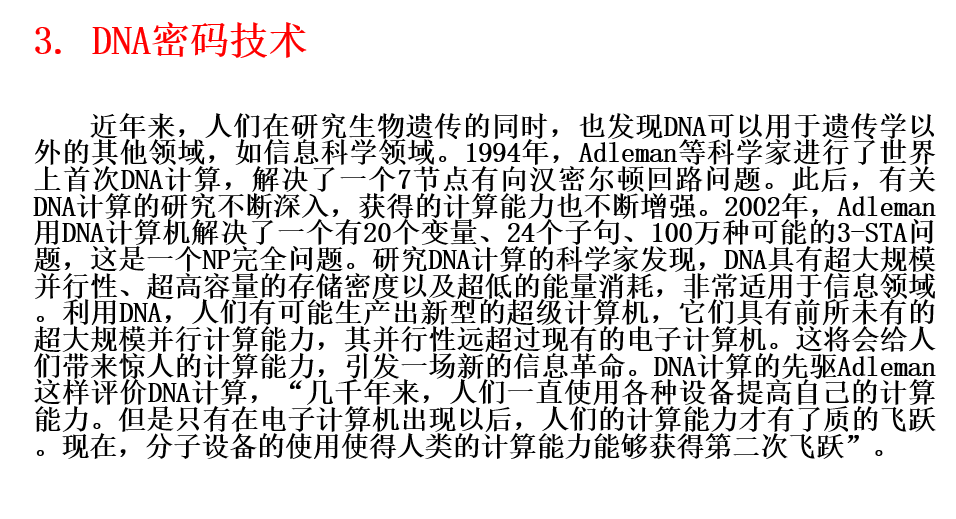 3. DNA密码技术
近年来，人们在研究生物遗传的同时，也发现DNA可以用于遗传学以
外的其他领域，如信息科学领域。1994年，Adleman等科学家进行了世界
上首次DNA计算，解决了一个7节点有向汉密尔顿回路问题。此后，有关
DNA计算的研究不断深入，获得的计算能力也不断增强。2002年，Adleman
用DNA计算机解决了一个有20个变量、24个子句、100万种可能的3-STA问
题，这是一个NP完全问题。研究DNA计算的科学家发现，DNA具有超大规模
并行性、超高容量的存储密度以及超低的能量消耗，非常适用于信息领域
。利用DNA，人们有可能生产出新型的超级计算机，它们具有前所未有的
超大规模并行计算能力，其并行性远超过现有的电子计算机。这将会给人
们带来惊人的计算能力，引发一场新的信息革命。DNA计算的先驱Adleman
这样评价DNA计算，“几千年来，人们一直使用各种设备提高自己的计算
能力。但是只有在电子计算机出现以后，人们的计算能力才有了质的飞跃
。现在，分子设备的使用使得人类的计算能力能够获得第二次飞跃”。